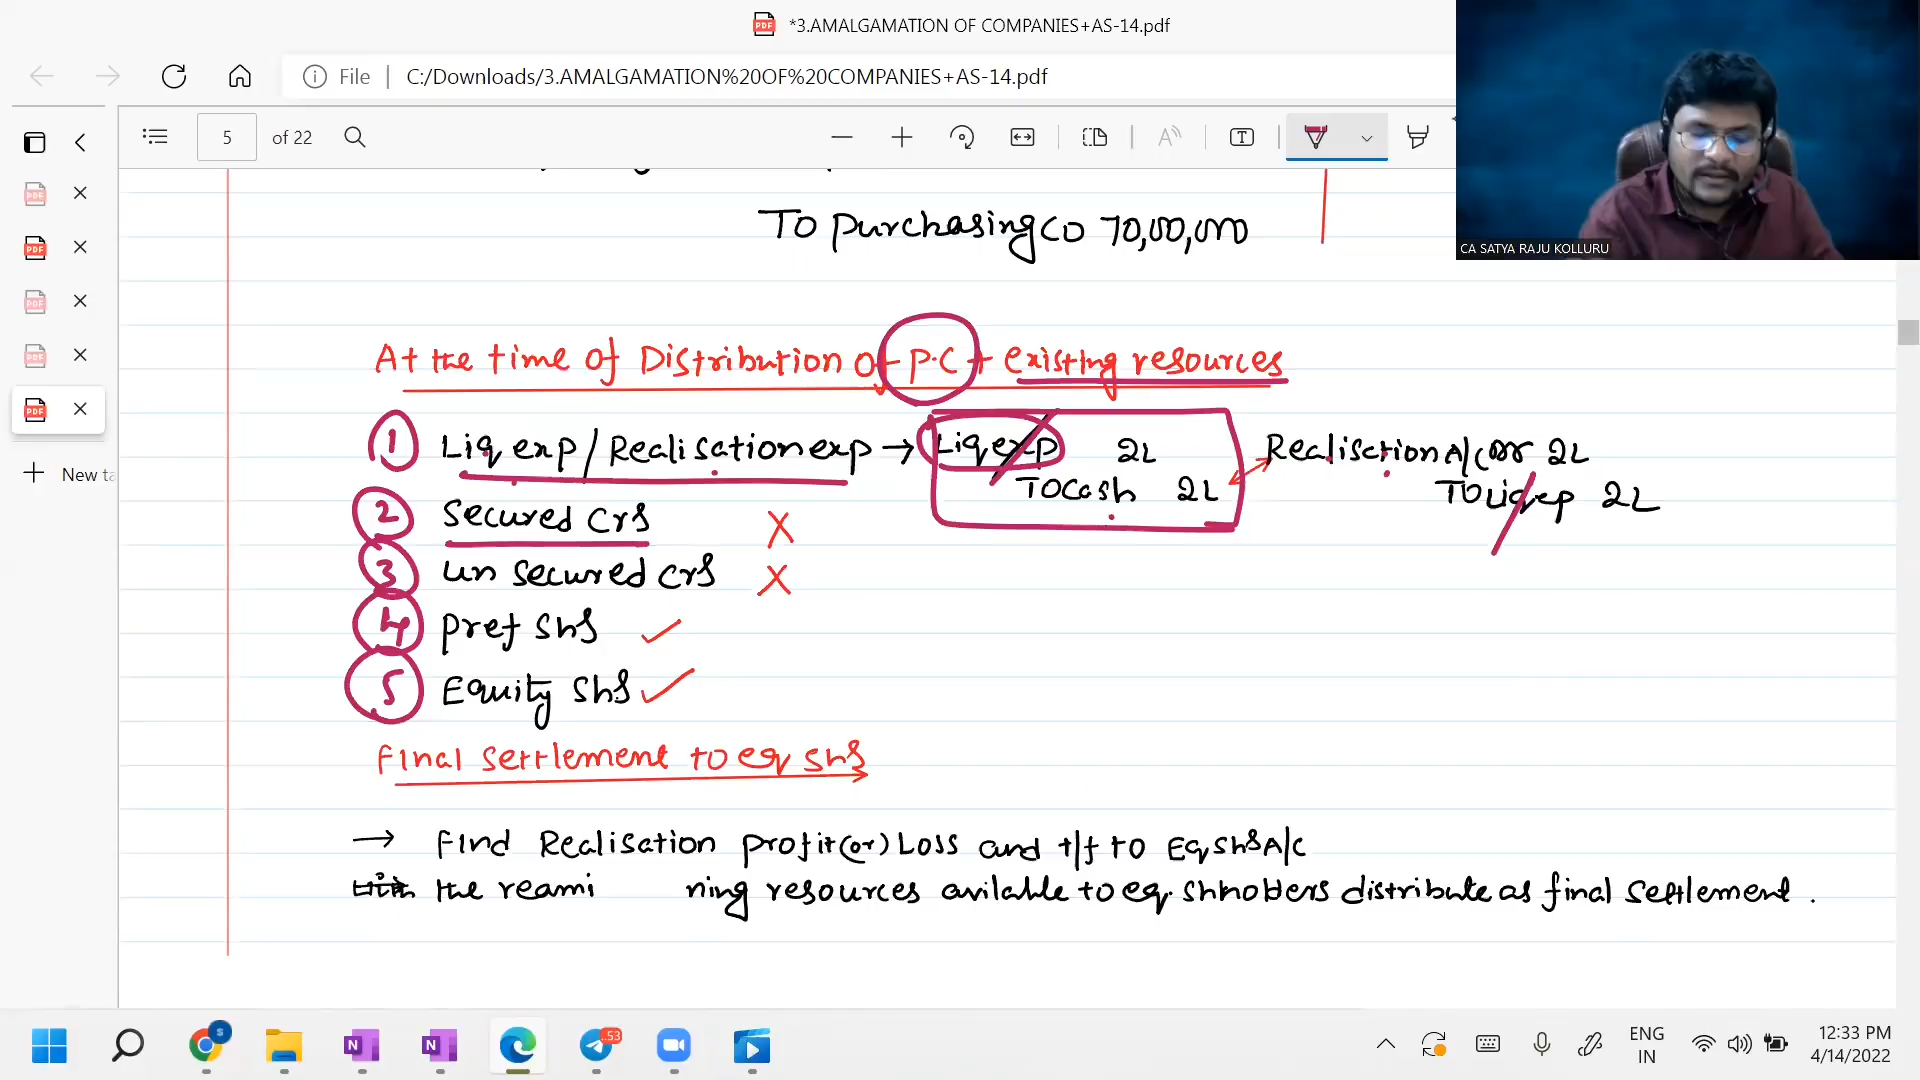 *3.AMALGAMATION OF COMPANIES+AS-14.pdf
File C:/Downloads/3.AMALGAMATION%20OF%20COMPANIES+AS-14.pdf
5 of 22
CA SATYA RAJU KOLLURU
To purchasing co 70,00,000
At the time of Distribution of P.C + existing resources
1 Liq exp/Realisation exp → Liq exp 2L Realisation A/c Dr 2L
To Cash 2L To Liq exp 2L
2 Secured Crs X
3 un secured Crs X
4 pref shs ✓
5 Equity shs ✓
Final settlement to eq shs
New ta
→ Find Realisation profit(or) Loss and t/f to Eq shs A/C
the reami ning resources avilable to eq. shhobers distribute as final settlement.
53
ENG
IN
12:33 PM
4/14/2022